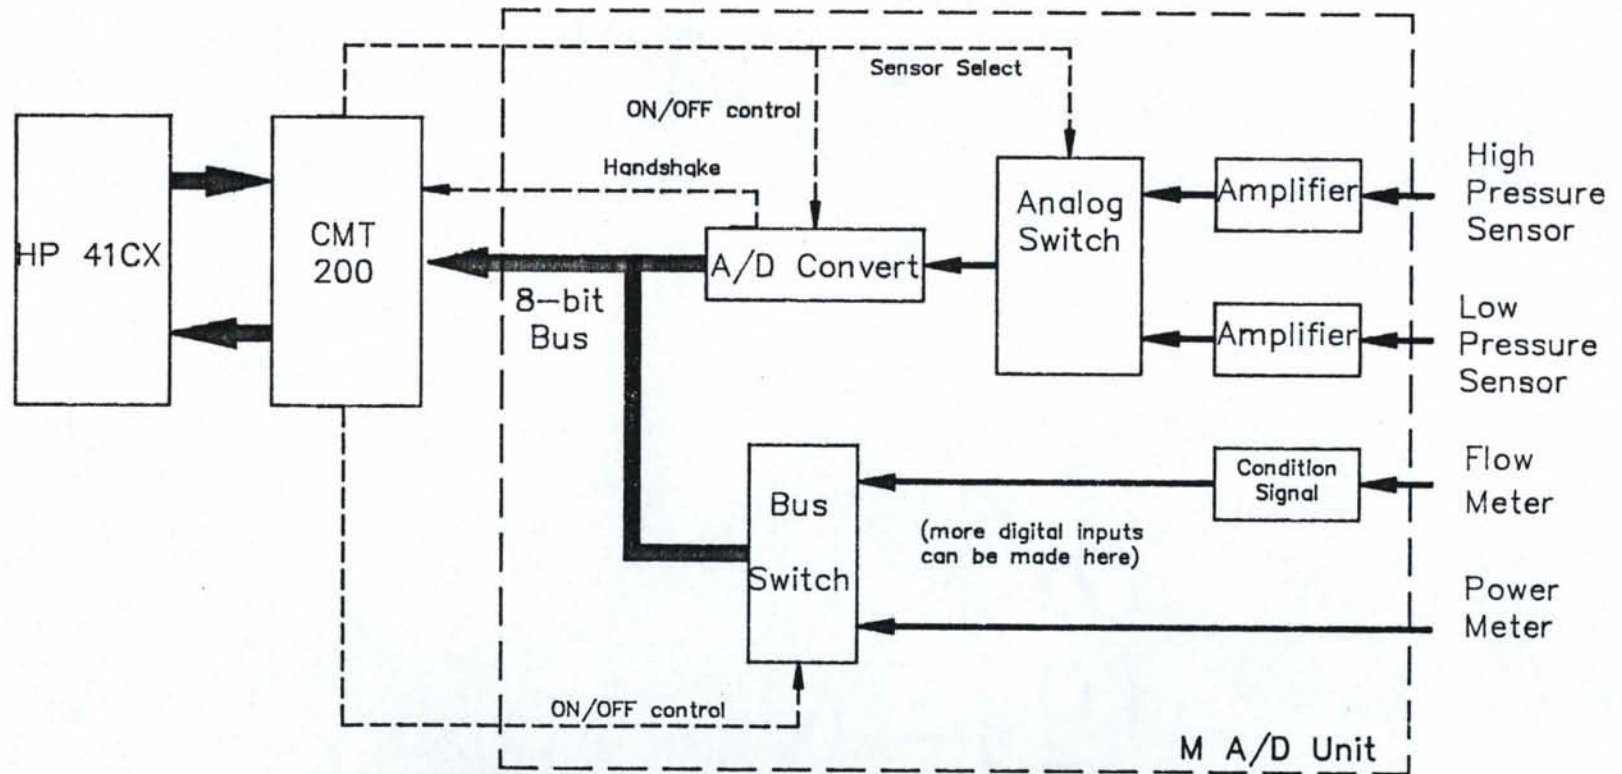 Sensor Select
ON/OFF control
Handshake
HP 41CX
CMT
200
8-bit
Bus
A/D Convert
Analog
Switch
Amplifier
High
Pressure
Sensor
Amplifier
Low
Pressure
Sensor
Bus
Switch
Condition
Signal
Flow
Meter
(more digital inputs
can be made here)
Power
Meter
ON/OFF control
M A/D Unit